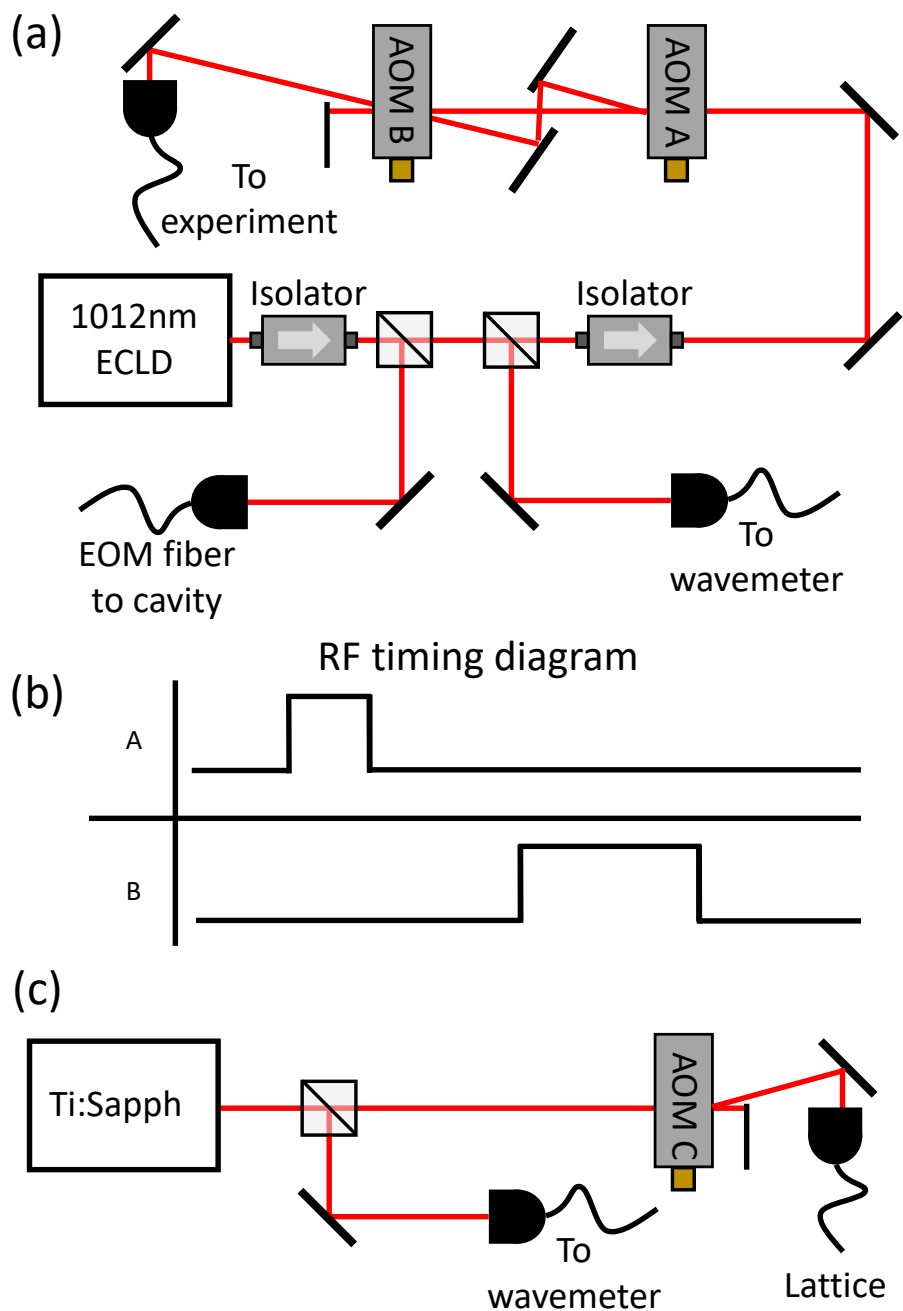 (a)
AOM B
AOM A
To
experiment
1012nm
ECLD
Isolator
Isolator
EOM fiber
to cavity
To
wavemeter
RF timing diagram
(b)
A
B
(c)
Ti:Sapph
AOM C
To
wavemeter
Lattice